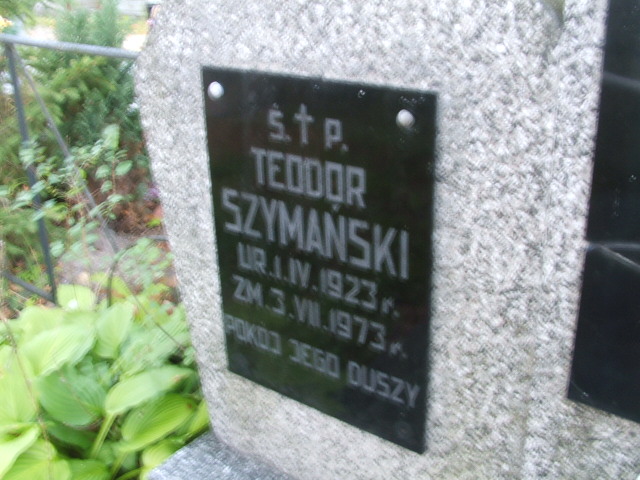 Ś.✝P.
TEODOR
SZYMAŃSKI
UR.1.IV.1923 r.
ZM.3.VII.1973 r.
POKÓJ JEGO DUSZY